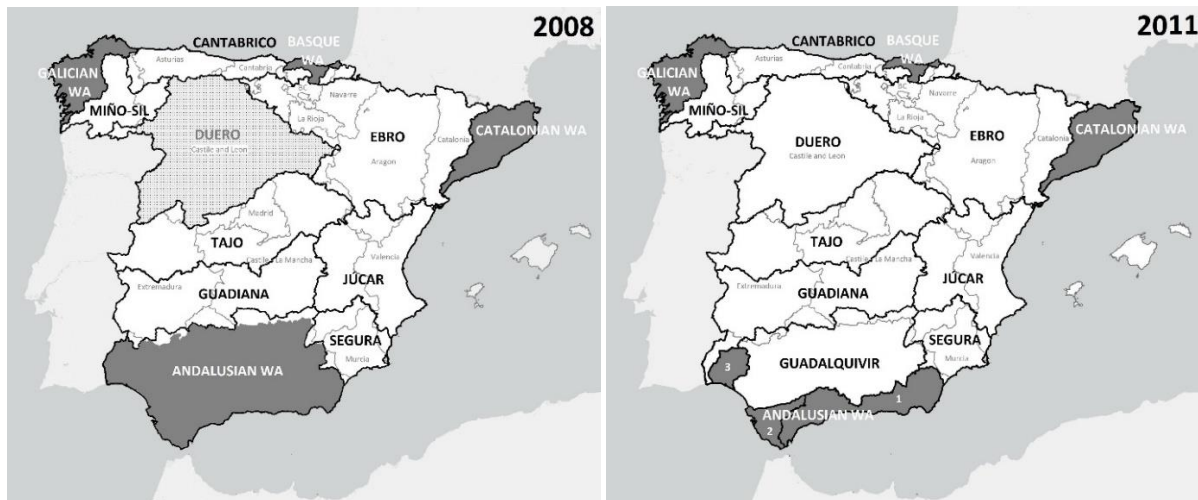 2008
CANTABRICO
BASQUE WA
Asturias
Cantabria
GALICIAN WA
Navarre
MIÑO-SIL
La Rioja
CATALONIAN WA
DUERO
Castile and Leon
EBRO
Catalonia
Aragon
Madrid
TAJO
Castile La Mancha
Valencia
JÚCAR
Extremadura
GUADIANA
SEGURA
Murcia
ANDALUSIAN WA
2011
CANTABRICO
BASQUE WA
Asturias
Cantabria
GALICIAN WA
BC
Navarre
MIÑO-SIL
La Rioja
CATALONIAN WA
DUERO
Castile and Leon
EBRO
Catalonia
Aragon
Madrid
TAJO
Castile La Mancha
Valencia
JÚCAR
Extremadura
GUADIANA
SEGURA
Murcia
GUADALQUIVIR
3
1
ANDALUSIAN WA
2